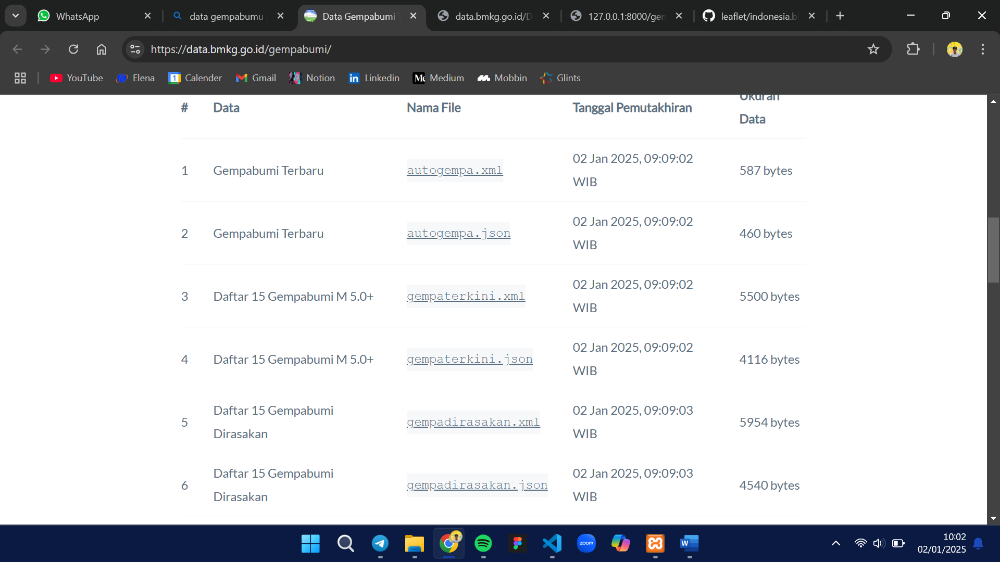 WhatsApp
data gempabumu
Data Gempabumi
data.bmkg.go.id/D
127.0.0.1:8000/gem
leaflet/indonesia.b
https://data.bmkg.go.id/gempabumi/
YouTube
Elena
1
Calender
Gmail
Notion
in
Linkedin
Me
Medium
Mobbin
Glints
Ukuran
# Data Nama File Tanggal Pemutakhiran
Data
1 Gempabumi Terbaru autogempa.xml 02 Jan 2025, 09:09:02 587 bytes
WIB
2 Gempabumi Terbaru autogempa.json 02 Jan 2025, 09:09:02 460 bytes
WIB
3 Daftar 15 Gempabumi M 5.0+ gempaterkini.xml 02 Jan 2025, 09:09:02 5500 bytes
WIB
4 Daftar 15 Gempabumi M 5.0+ gempaterkini.json 02 Jan 2025, 09:09:02 4116 bytes
WIB
5 Daftar 15 Gempabumi gempadirasakan.xml 02 Jan 2025, 09:09:03 5954 bytes
Dirasakan WIB
6 Daftar 15 Gempabumi gempadirasakan.json 02 Jan 2025, 09:09:03 4540 bytes
Dirasakan WIB
zoom
W
10:02
02/01/2025